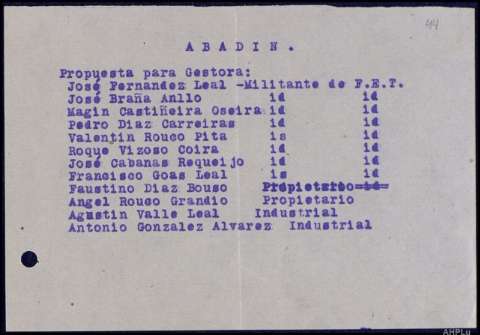 44
A B A D I N .
Propuesta para Gestora:
José Fernandez Leal -Militante de F.E.T.
José Braña Anllo id id
Magin Castiñeira Oseira id id
Pedro Diaz Carreiras id id
Valentin Rouco Pita is id
Roque Vizoso Coira id id
José Cabanas Requeijo id id
Francisco Goas Leal is id
Faustino Diaz Bouso Propietario id
Angel Rouco Grandio Propietario
Agustin Valle Leal Industrial
Antonio Gonzalez Alvarez Industrial
AHPLu